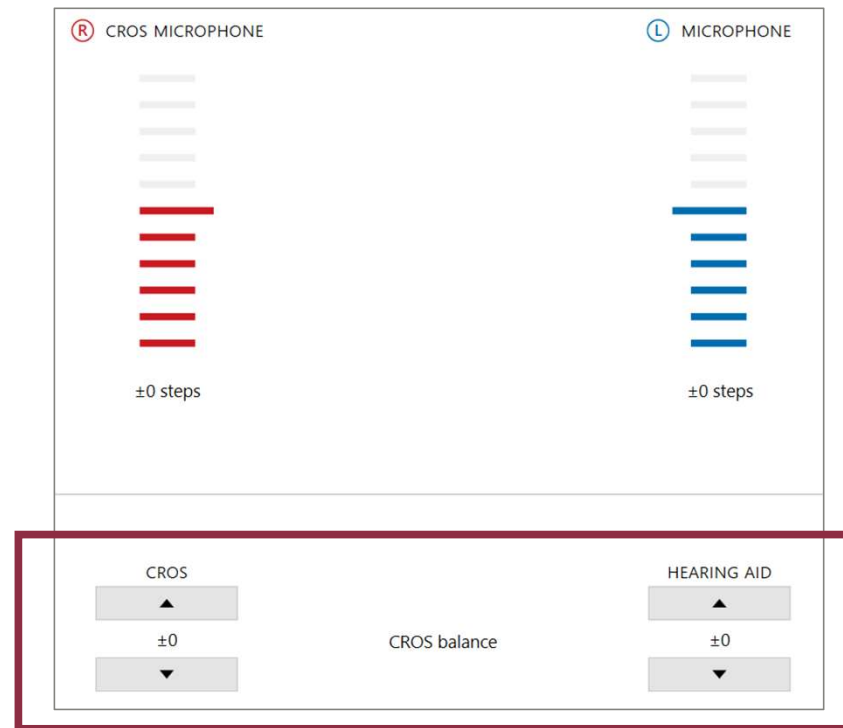 R CROS MICROPHONE
L MICROPHONE
±0 steps
±0 steps
CROS
HEARING AID
±0
CROS balance
±0